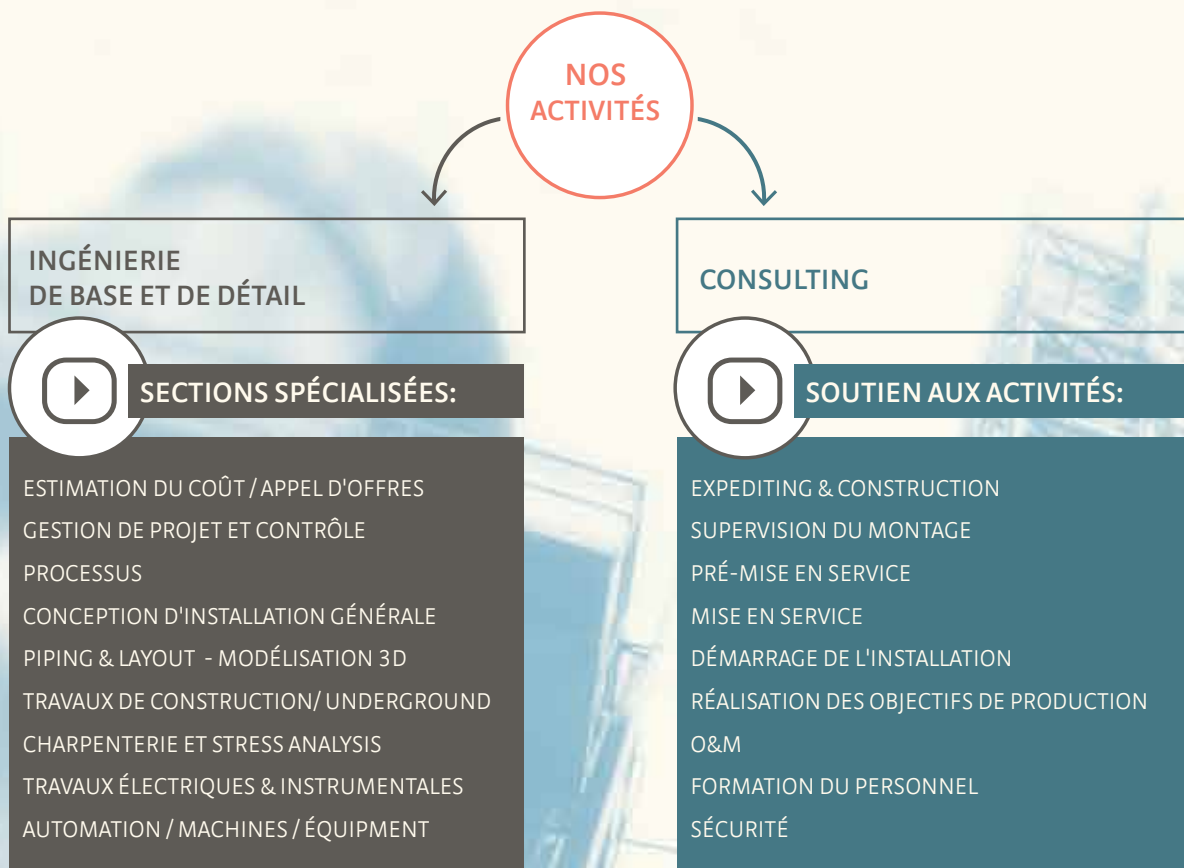 NOS
ACTIVITÉS
INGÉNIERIE
DE BASE ET DE DÉTAIL
SECTIONS SPÉCIALISÉES:
ESTIMATION DU COÛT / APPEL D'OFFRES
GESTION DE PROJET ET CONTRÔLE
PROCESSUS
CONCEPTION D'INSTALLATION GÉNÉRALE
PIPING & LAYOUT - MODÉLISATION 3D
TRAVAUX DE CONSTRUCTION/ UNDERGROUND
CHARPENTERIE ET STRESS ANALYSIS
TRAVAUX ÉLECTRIQUES & INSTRUMENTALES
AUTOMATION / MACHINES / ÉQUIPMENT
CONSULTING
SOUTIEN AUX ACTIVITÉS:
EXPEDITING & CONSTRUCTION
SUPERVISION DU MONTAGE
PRÉ-MISE EN SERVICE
MISE EN SERVICE
DÉMARRAGE DE L'INSTALLATION
RÉALISATION DES OBJECTIFS DE PRODUCTION
O&M
FORMATION DU PERSONNEL
SÉCURITÉ